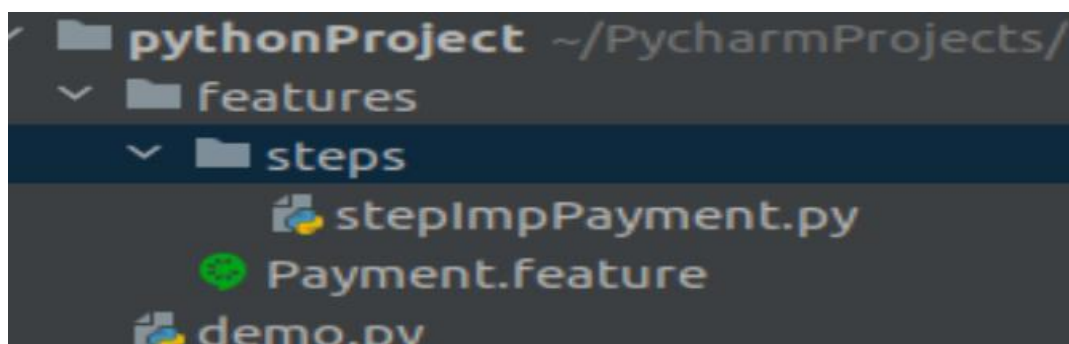 pythonProject ~/PycharmProjects/
features
steps
stepImpPayment.py
Payment.feature
demo.py